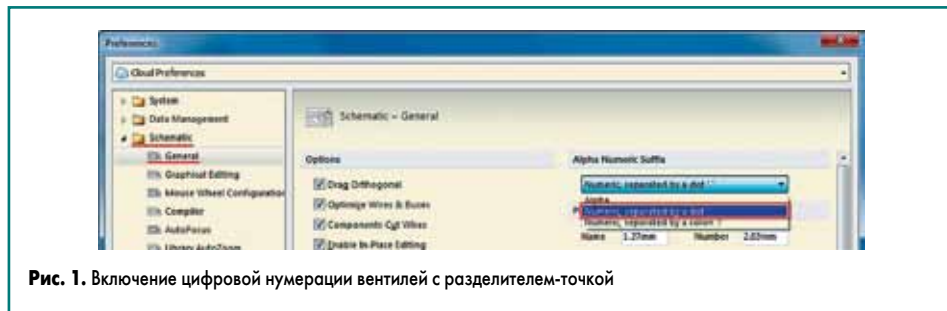 Preferences
Cloud Preferences
System
Data Management
Schematic
General
Graphical Editing
Mouse Wheel Configuration
Compiler
AutoFocus
Library AutoZoom
Schematic – General
Options
Drag Orthogonal
Optimize Wires & Buses
Components Cut Wires
Enable In-Place Editing
Alpha Numeric Suffix
Numeric, separated by a dot '.'
Alpha
Numeric, separated by a dot
Numeric, separated by a colon
Name 1.27mm Number 2.03mm
Рис. 1. Включение цифровой нумерации вентилей с разделителем-точкой